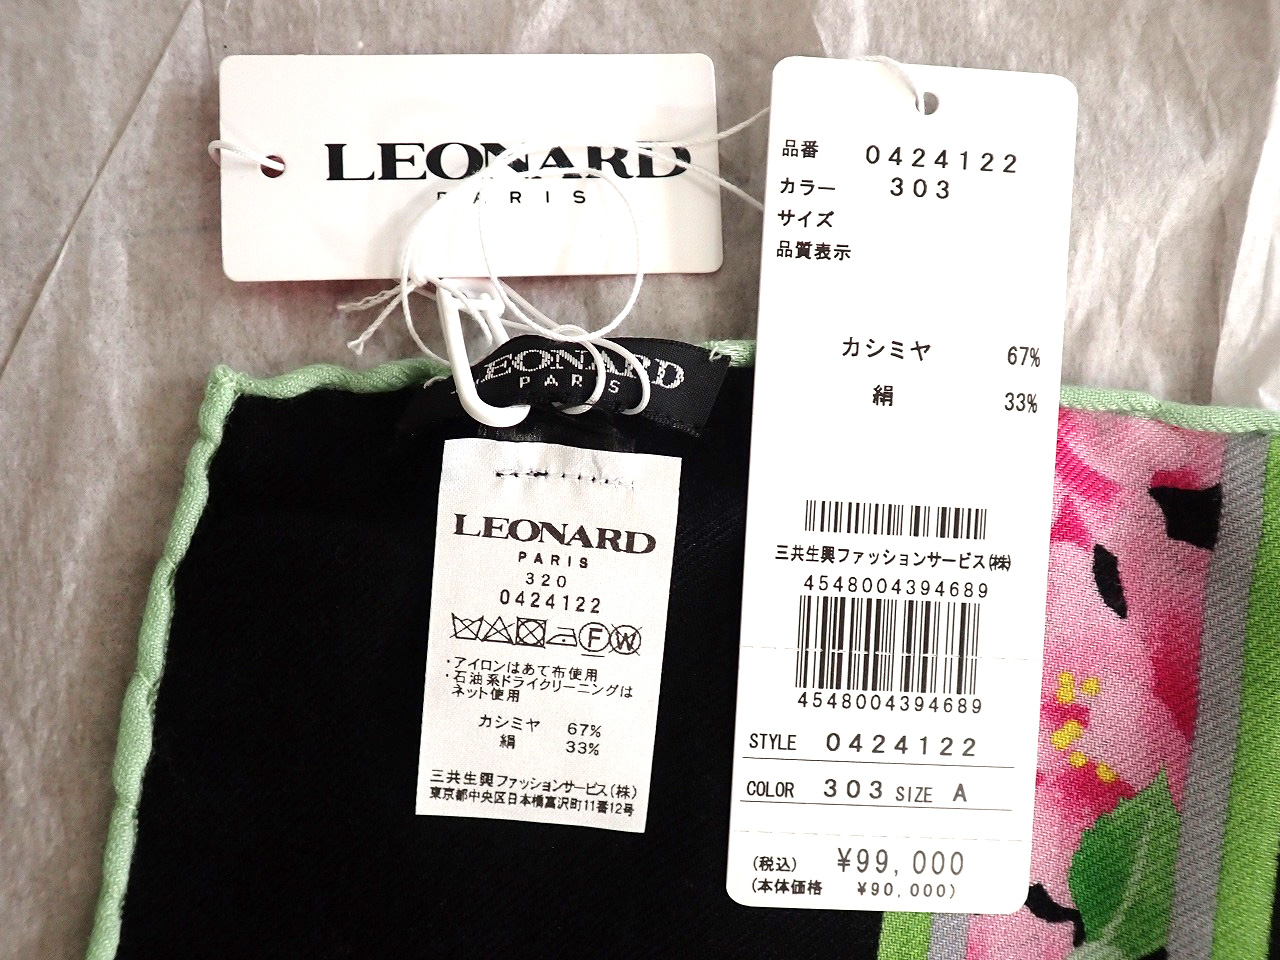 LEONARD
PARIS
LEONARD
PARIS
LEONARD
PARIS
320
0424122
F W
・アイロンはあて布使用
・石油系ドライクリーニングは
ネット使用
カシミヤ 67%
絹 33%
三共生興ファッションサービス(株)
東京都中央区日本橋富沢町11番12号
品番 0424122
カラー 303
サイズ
品質表示
カシミヤ 67%
絹 33%
三共生興ファッションサービス(株)
4548004394689
4548004394689
STYLE 0424122
COLOR 303 SIZE A
(税込) ¥99,000
(本体価格 ¥90,000)